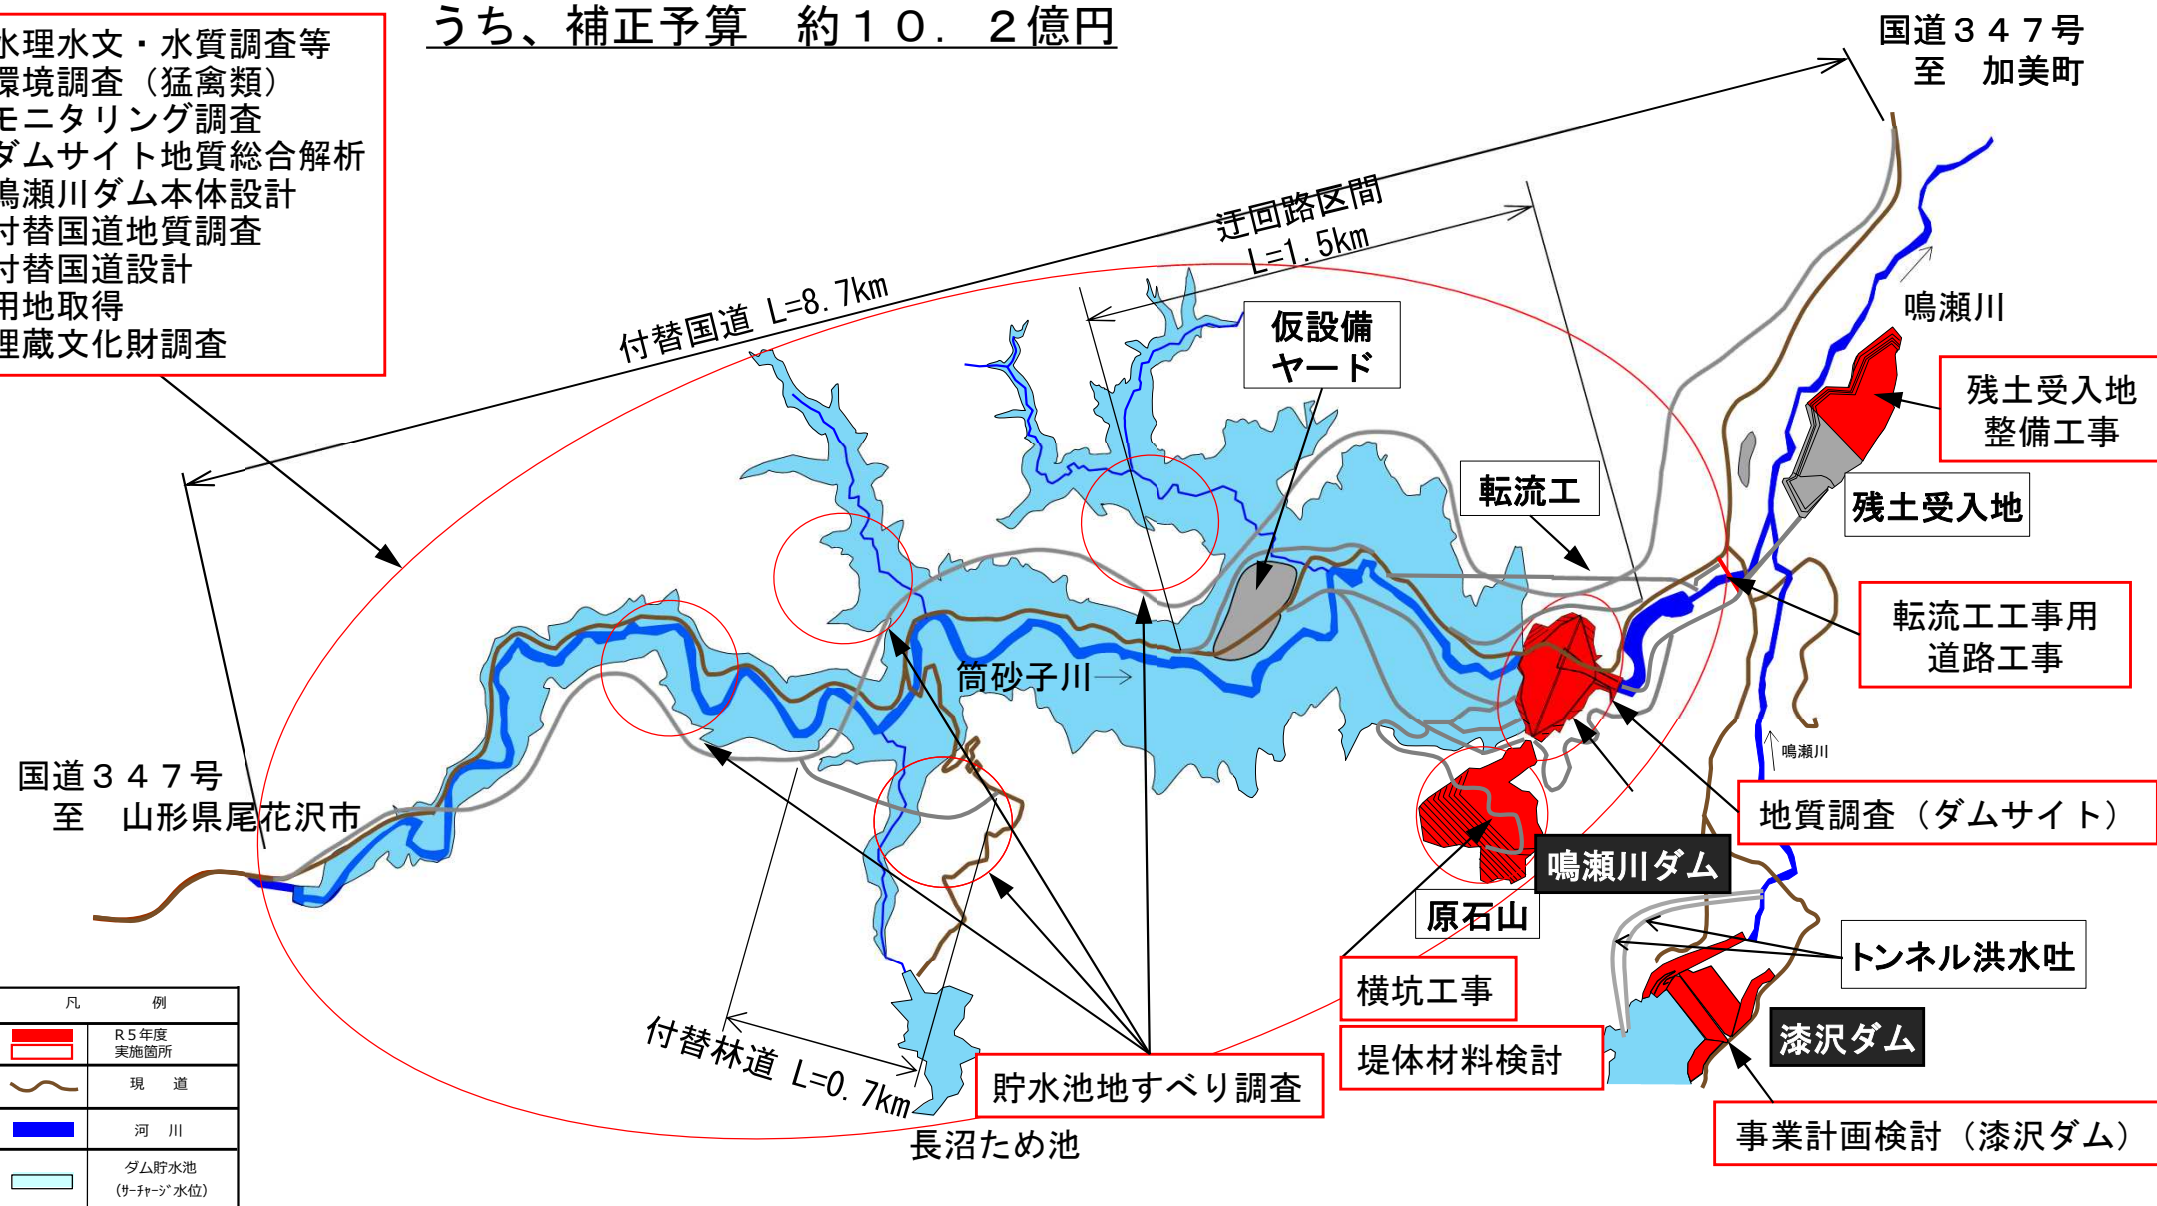 うち、補正予算 約１０．２億円
水理水文・水質調査等
環境調査（猛禽類）
モニタリング調査
ダムサイト地質総合解析
鳴瀬川ダム本体設計
付替国道地質調査
付替国道設計
用地取得
埋蔵文化財調査
国道３４７号
至 加美町
付替国道 L=8.7km
迂回路区間
L=1.5km
仮設備
ヤード
鳴瀬川
残土受入地
整備工事
転流工
残土受入地
転流工工事用
道路工事
筒砂子川→
鳴瀬川
国道３４７号
至 山形県尾花沢市
地質調査（ダムサイト）
鳴瀬川ダム
原石山
トンネル洪水吐
横坑工事
漆沢ダム
堤体材料検討
付替林道 L=0.7km
貯水池地すべり調査
事業計画検討（漆沢ダム）
長沼ため池
凡 例
R５年度
実施箇所
現 道
河 川
ダム貯水池
(ｻｰﾁｬｰｼﾞ水位)